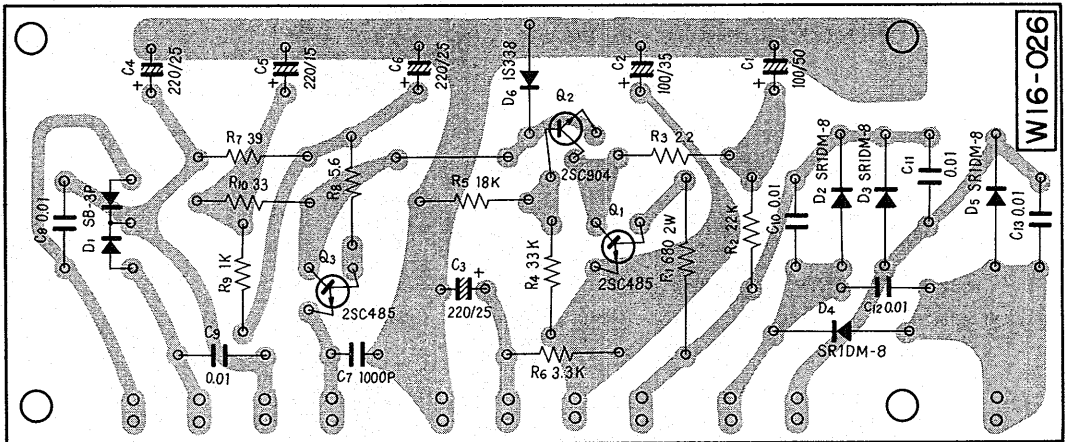 W16-026
C4 220/25
C5 220/15
C6 220/25
D6 1S338
Q2
2SC904
C2 100/35
C1 100/50
R7 39
R10 33
R8 5.6
R5 18K
R3 2.2
D2 SR1DM-8
D3 SR1DM-8
C11 0.01
D5 SR1DM-8
C8 0.01
D1 SB-3P
R9 1K
Q3
2SC485
C3
220/25
R4 33K
Q1
2SC485
R1 680 2W
R2 22K
C10 0.01
C13 0.01
C9
0.01
C7 1000P
R6 3.3K
D4
C12 0.01
SR1DM-8